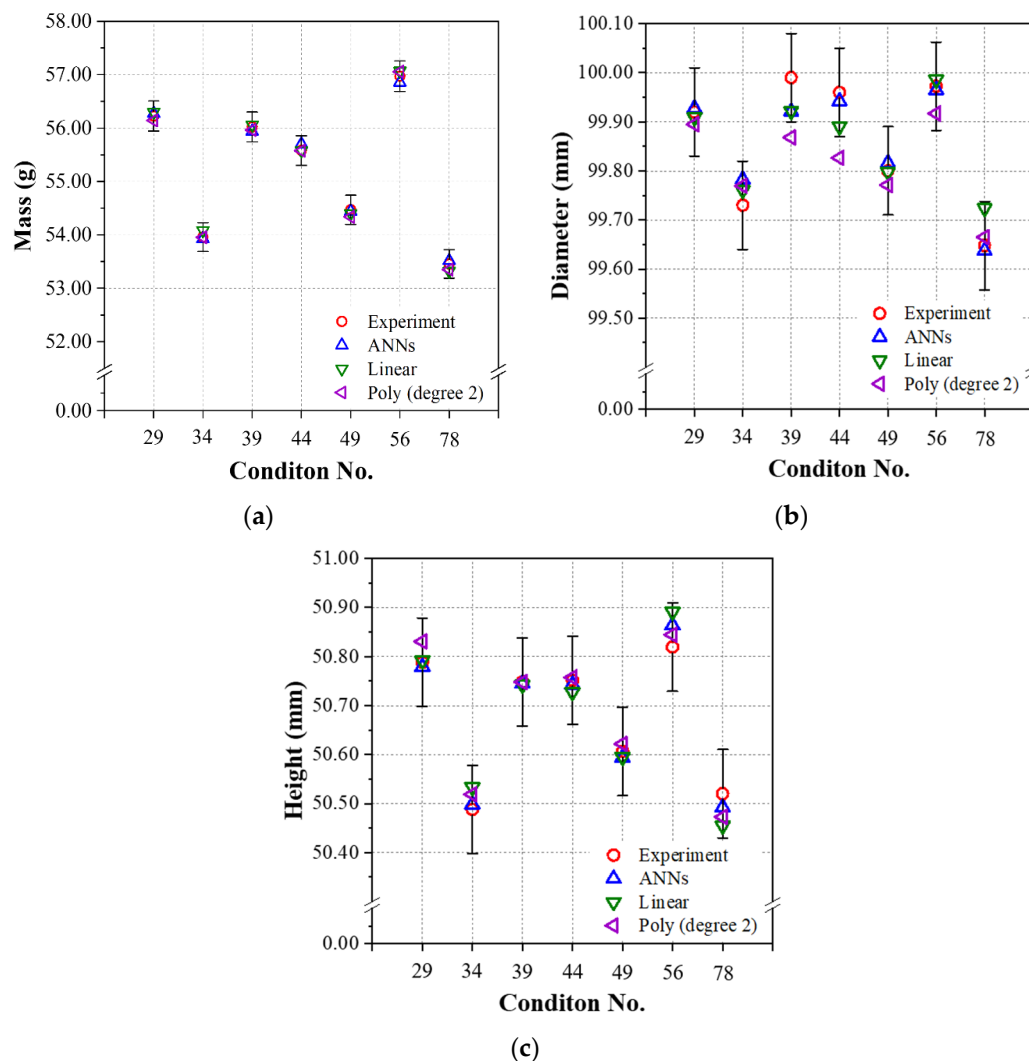 58.00
57.00
56.00
55.00
54.00
53.00
52.00
0.00
Mass (g)
Experiment
ANNs
Linear
Poly (degree 2)
29 34 39 44 49 56 78
Conditon No.
(a)
100.10
100.00
99.90
99.80
99.70
99.60
99.50
0.00
Diameter (mm)
Experiment
ANNs
Linear
Poly (degree 2)
29 34 39 44 49 56 78
Conditon No.
(b)
51.00
50.90
50.80
50.70
50.60
50.50
50.40
0.00
Height (mm)
Experiment
ANNs
Linear
Poly (degree 2)
29 34 39 44 49 56 78
Conditon No.
(c)